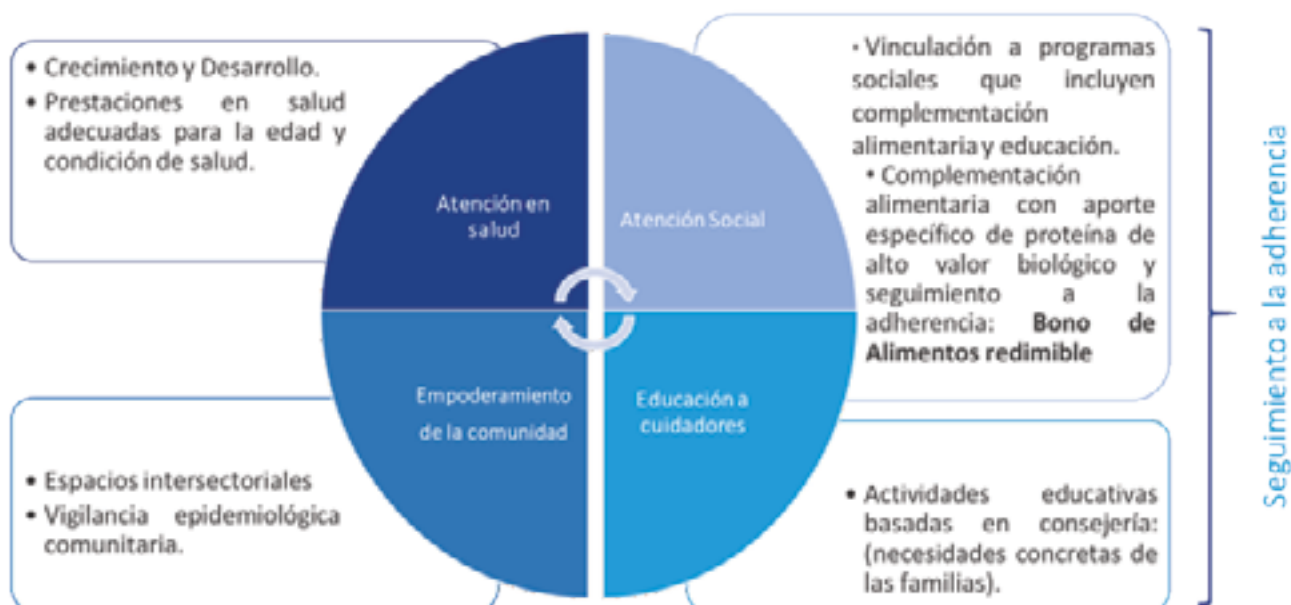 • Crecimiento y Desarrollo.
• Prestaciones en salud
adecuadas para la edad y
condición de salud.
Atención en
salud
Atención Social
• Vinculación a programas
sociales que incluyen
complementación
alimentaria y educación.
• Complementación
alimentaria con aporte
específico de proteína de
alto valor biológico y
seguimiento a la
adherencia: Bono de
Alimentos redimible
Empoderamiento
de la comunidad
Educación a
cuidadores
• Espacios intersectoriales
• Vigilancia epidemiológica
comunitaria.
• Actividades educativas
basadas en consejería:
(necesidades concretas de
las familias).
Seguimiento a la adherencia